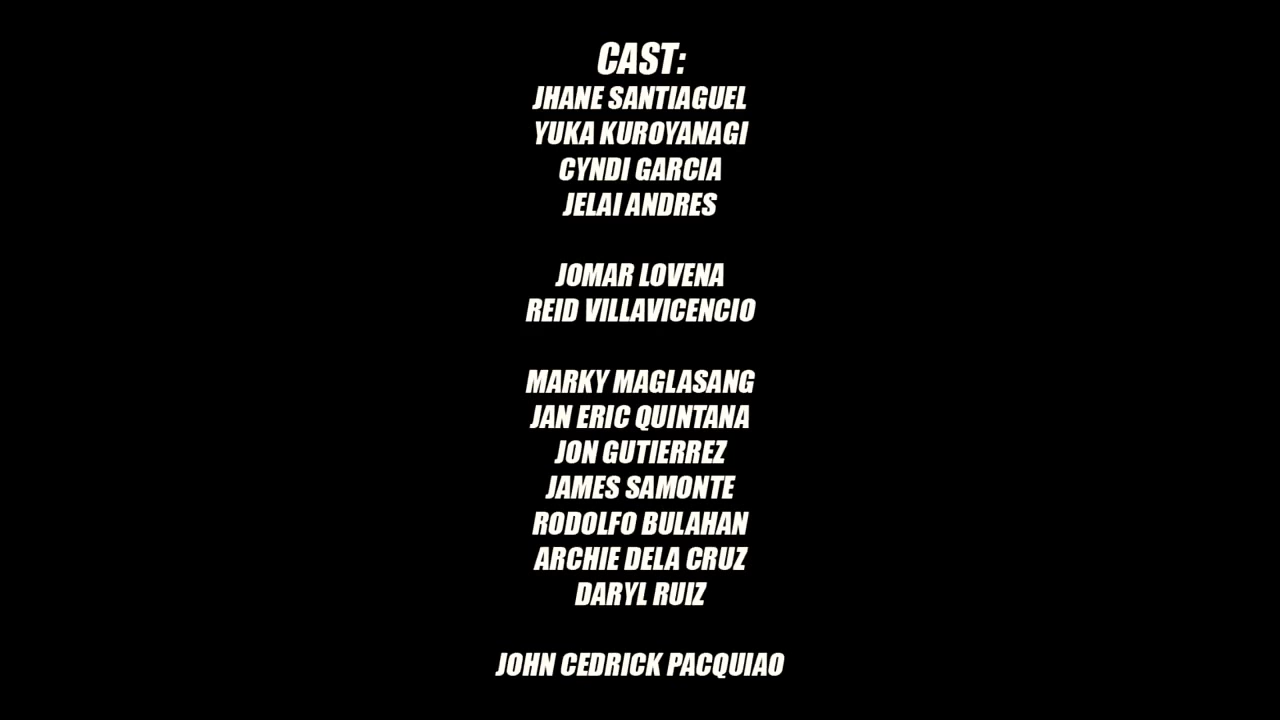 CAST:
JHANE SANTIAGUEL
YUKA KUROYANAGI
CYNDI GARCIA
JELAI ANDRES
JOMAR LOVENA
REID VILLAVICENCIO
MARKY MAGLASANG
JAN ERIC QUINTANA
JON GUTIERREZ
JAMES SAMONTE
RODOLFO BULAHAN
ARCHIE DELA CRUZ
DARYL RUIZ
JOHN CEDRICK PACQUIAO